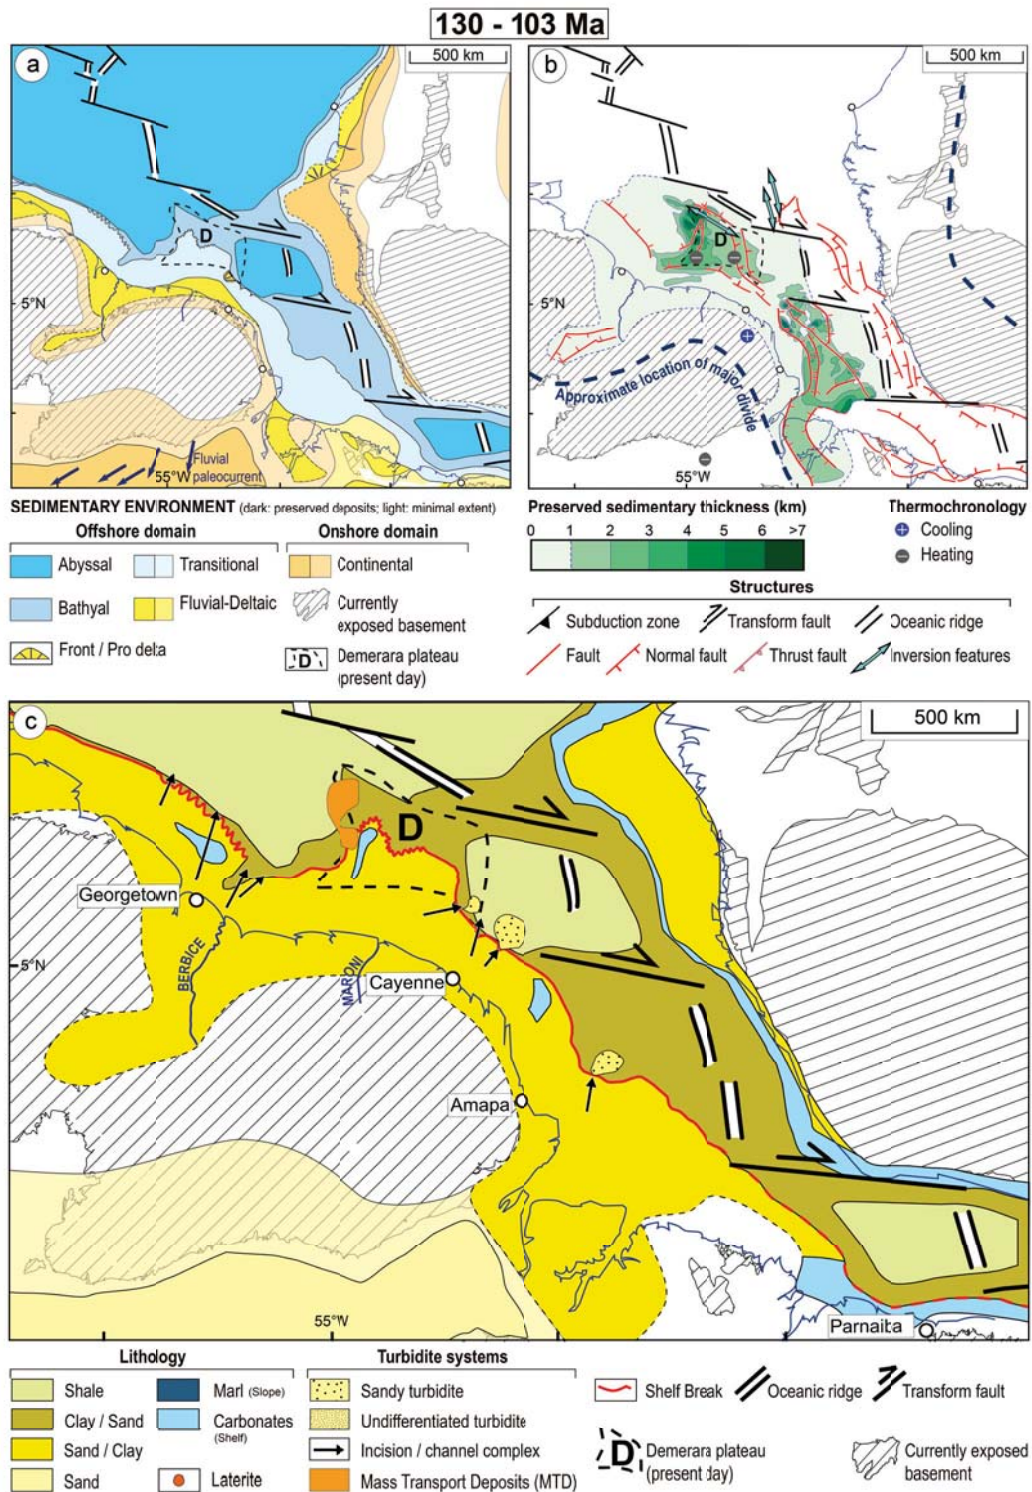 130 - 103 Ma
a
500 km
D
5°N
55°W
Fluvial
paleocurrent
b
500 km
D
5°N
Approximate location of major
divide
55°W
SEDIMENTARY ENVIRONMENT (dark: preserved deposits; light: minimal extent)
Offshore domain
Onshore domain
Abyssal
Transitional
Continental
Bathyal
Fluvial-Deltaic
Currently
exposed basement
Front / Pro delta
D
Demerara plateau
(present day)
Preserved sedimentary thickness (km)
0 1 2 3 4 5 6 >7
Thermochronology
Cooling
Heating
Structures
Subduction zone
Transform fault
Oceanic ridge
Fault
Normal fault
Thrust fault
Inversion features
c
500 km
D
Georgetown
BERBICE
MARONI
5°N
Cayenne
Amapa
55°W
Parnaiba
Lithology
Shale
Marl (Slope)
Clay / Sand
Carbonates
(Shelf)
Sand / Clay
Sand
Laterite
Turbidite systems
Sandy turbidite
Undifferentiated turbidite
Incision / channel complex
Mass Transport Deposits (MTD)
Shelf Break
Oceanic ridge
Transform fault
D
Demerara plateau
(present day)
Currently exposed
basement